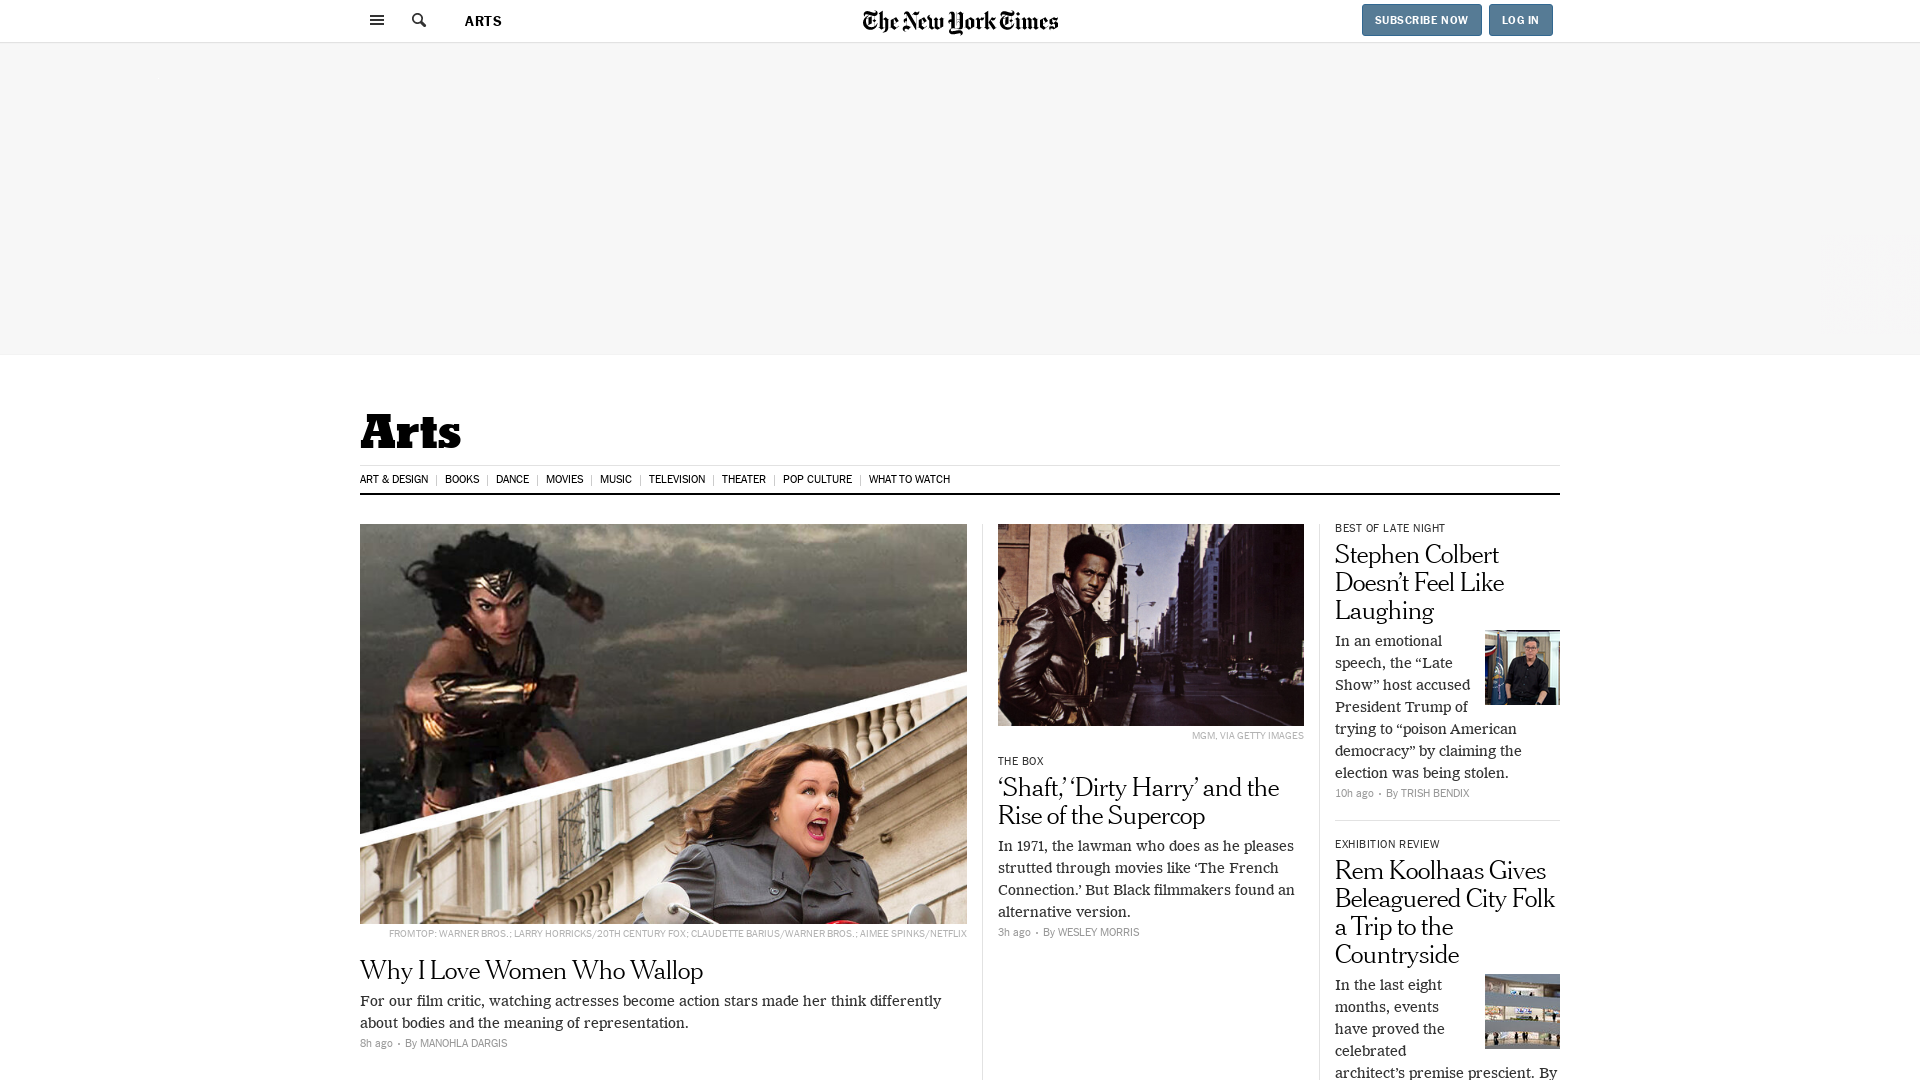 ARTS
The New York Times
SUBSCRIBE NOW
LOG IN
Arts
ART & DESIGN
BOOKS
DANCE
MOVIES
MUSIC
TELEVISION
THEATER
POP CULTURE
WHAT TO WATCH
FROM TOP: WARNER BROS.; LARRY HORRICKS/20TH CENTURY FOX; CLAUDETTE BARIUS/WARNER BROS.; AIMEE SPINKS/NETFLIX
Why I Love Women Who Wallop
For our film critic, watching actresses become action stars made her think differently
about bodies and the meaning of representation.
8h ago • By MANOHLA DARGIS
MGM, VIA GETTY IMAGES
THE BOX
‘Shaft,’ ‘Dirty Harry’ and the
Rise of the Supercop
In 1971, the lawman who does as he pleases
strutted through movies like ‘The French
Connection.’ But Black filmmakers found an
alternative version.
3h ago • By WESLEY MORRIS
BEST OF LATE NIGHT
Stephen Colbert
Doesn’t Feel Like
Laughing
In an emotional
speech, the “Late
Show” host accused
President Trump of
trying to “poison American
democracy” by claiming the
election was being stolen.
10h ago • By TRISH BENDIX
EXHIBITION REVIEW
Rem Koolhaas Gives
Beleaguered City Folk
a Trip to the
Countryside
In the last eight
months, events
have proved the
celebrated
architect’s premise prescient. By